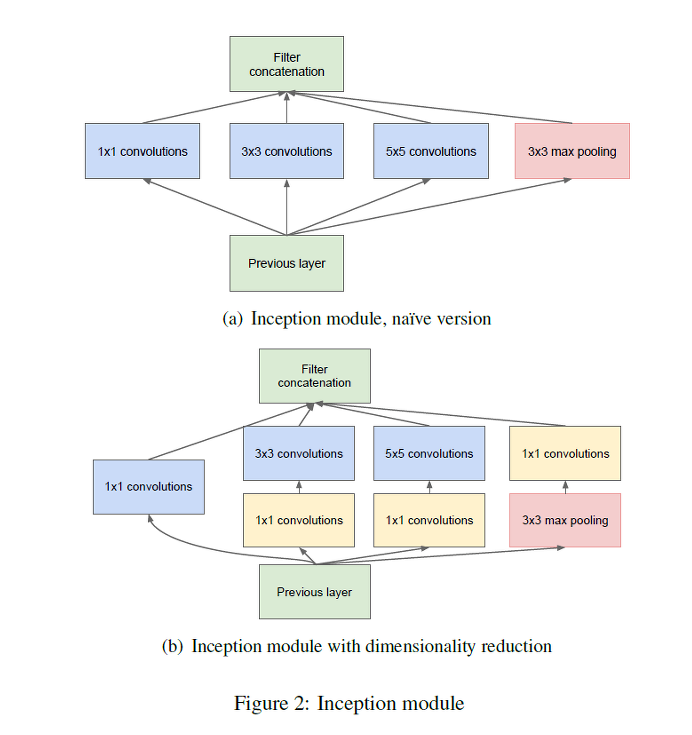 Filter
concatenation
1x1 convolutions
3x3 convolutions
5x5 convolutions
3x3 max pooling
Previous layer
(a) Inception module, naïve version
Filter
concatenation
3x3 convolutions
5x5 convolutions
1x1 convolutions
1x1 convolutions
1x1 convolutions
1x1 convolutions
3x3 max pooling
Previous layer
(b) Inception module with dimensionality reduction
Figure 2: Inception module